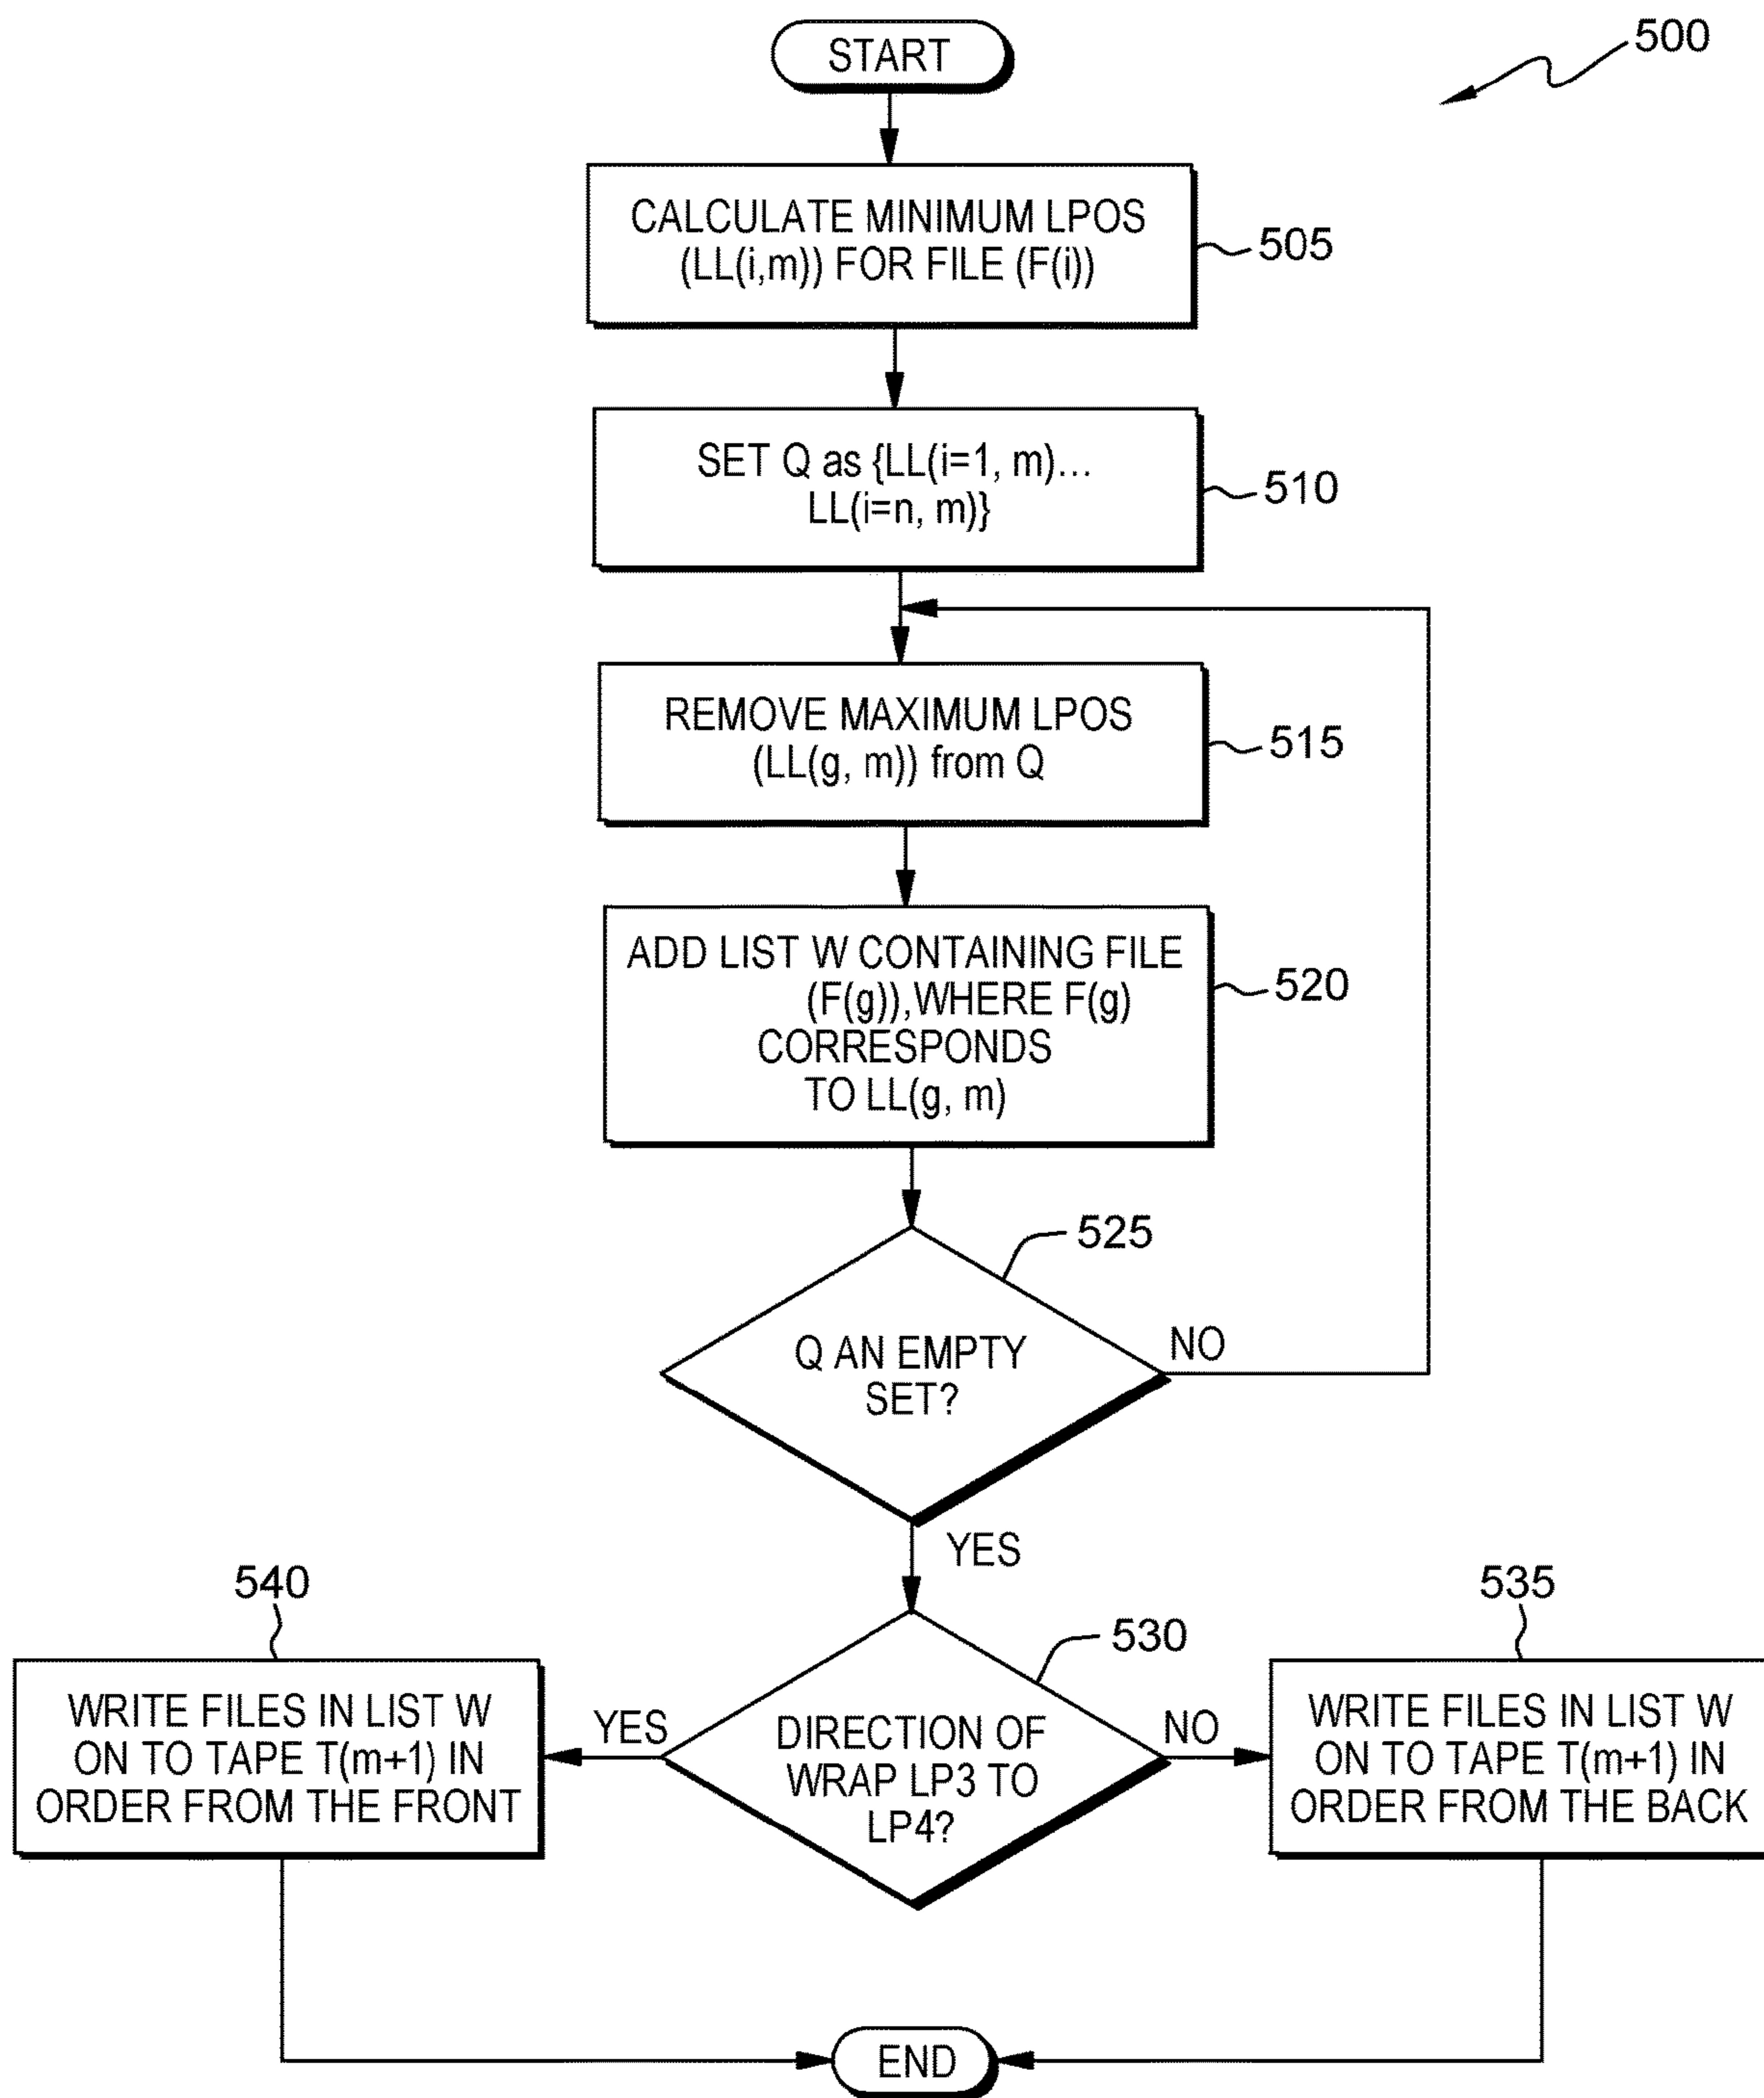 START
500
CALCULATE MINIMUM LPOS
(LL(i,m)) FOR FILE (F(i))
505
SET Q as {LL(i=1, m)...
LL(i=n, m)}
510
REMOVE MAXIMUM LPOS
(LL(g, m)) from Q
515
ADD LIST W CONTAINING FILE
(F(g)),WHERE F(g)
CORRESPONDS
TO LL(g, m)
520
525
Q AN EMPTY
SET?
NO
YES
540
535
530
WRITE FILES IN LIST W
ON TO TAPE T(m+1) IN
ORDER FROM THE FRONT
YES
DIRECTION OF
WRAP LP3 TO
LP4?
NO
WRITE FILES IN LIST W
ON TO TAPE T(m+1) IN
ORDER FROM THE BACK
END